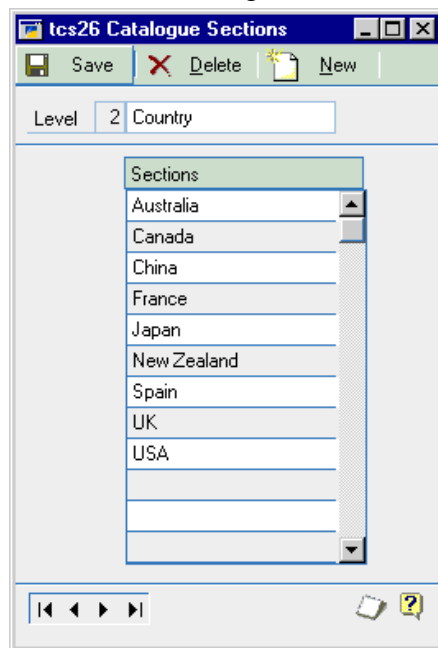 tcs26 Catalogue Sections
Save Delete New
Level 2 Country
Sections
Australia
Canada
China
France
Japan
New Zealand
Spain
UK
USA